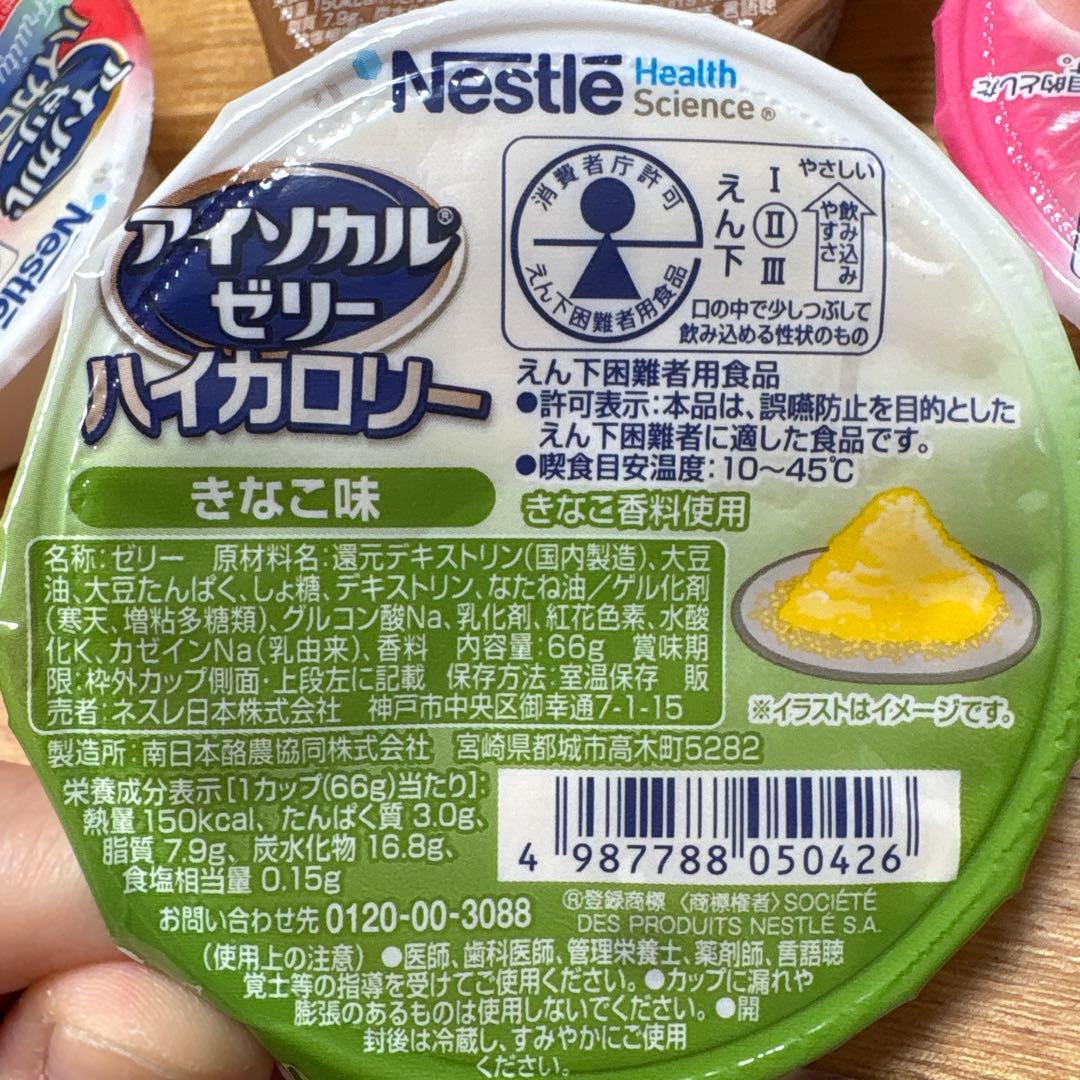 Nestlé Health Science®
アイソカル®
ゼリー
ハイカロリー
消費者庁許可
えん下困難者用食品
えん下
I
II
III
やさしい
飲み込みやすさ
口の中で少しつぶして
飲み込める性状のもの
えん下困難者用食品
●許可表示:本品は、誤嚥防止を目的とした
えん下困難者に適した食品です。
●喫食目安温度:10〜45℃
きなこ味
きなこ香料使用
名称:ゼリー 原材料名:還元デキストリン(国内製造)、大豆
油、大豆たんぱく、しょ糖、デキストリン、なたね油/ゲル化剤
(寒天、増粘多糖類)、グルコン酸Na、乳化剤、紅花色素、水酸
化K、カゼインNa(乳由来)、香料 内容量:66g 賞味期
限:枠外カップ側面・上段左に記載 保存方法:室温保存 販
売者:ネスレ日本株式会社 神戸市中央区御幸通7-1-15
※イラストはイメージです。
製造所:南日本酪農協同株式会社 宮崎県都城市高木町5282
栄養成分表示[1カップ(66g)当たり]:
熱量 150kcal、たんぱく質 3.0g、
脂質 7.9g、炭水化物 16.8g、
食塩相当量 0.15g
4 987788 050426
お問い合わせ先 0120-00-3088
®登録商標 〈商標権者〉SOCIÉTÉ
DES PRODUITS NESTLÉ S.A.
〈使用上の注意〉●医師、歯科医師、管理栄養士、薬剤師、言語聴
覚士等の指導を受けてご使用ください。●カップに漏れや
膨張のあるものは使用しないでください。●開
封後は冷蔵し、すみやかにご使用
ください。
Fruity
アイソカル
ゼリー
ハイカロリー
Nestlé
目的とした